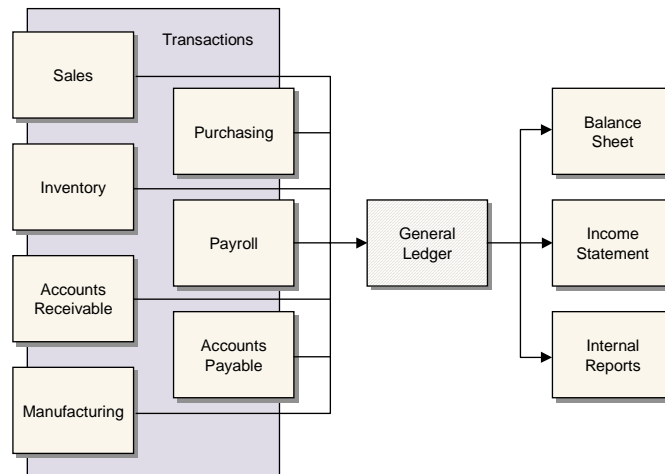 Transactions
Sales
Purchasing
Inventory
Payroll
Accounts
Receivable
Accounts
Payable
Manufacturing
General
Ledger
Balance
Sheet
Income
Statement
Internal
Reports